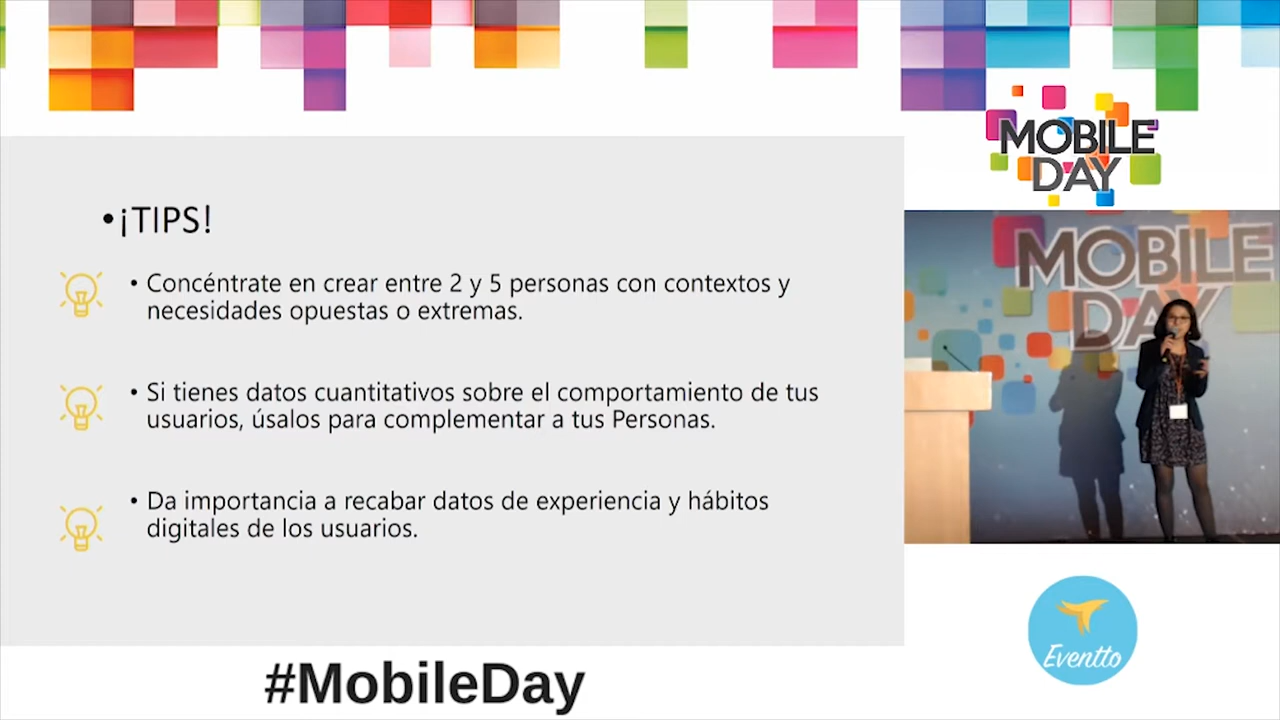 •¡TIPS!
• Concéntrate en crear entre 2 y 5 personas con contextos y
necesidades opuestas o extremas.
• Si tienes datos cuantitativos sobre el comportamiento de tus
usuarios, úsalos para complementar a tus Personas.
• Da importancia a recabar datos de experiencia y hábitos
digitales de los usuarios.
#MobileDay
MOBILE
DAY
MOBILE
DAY
Eventto